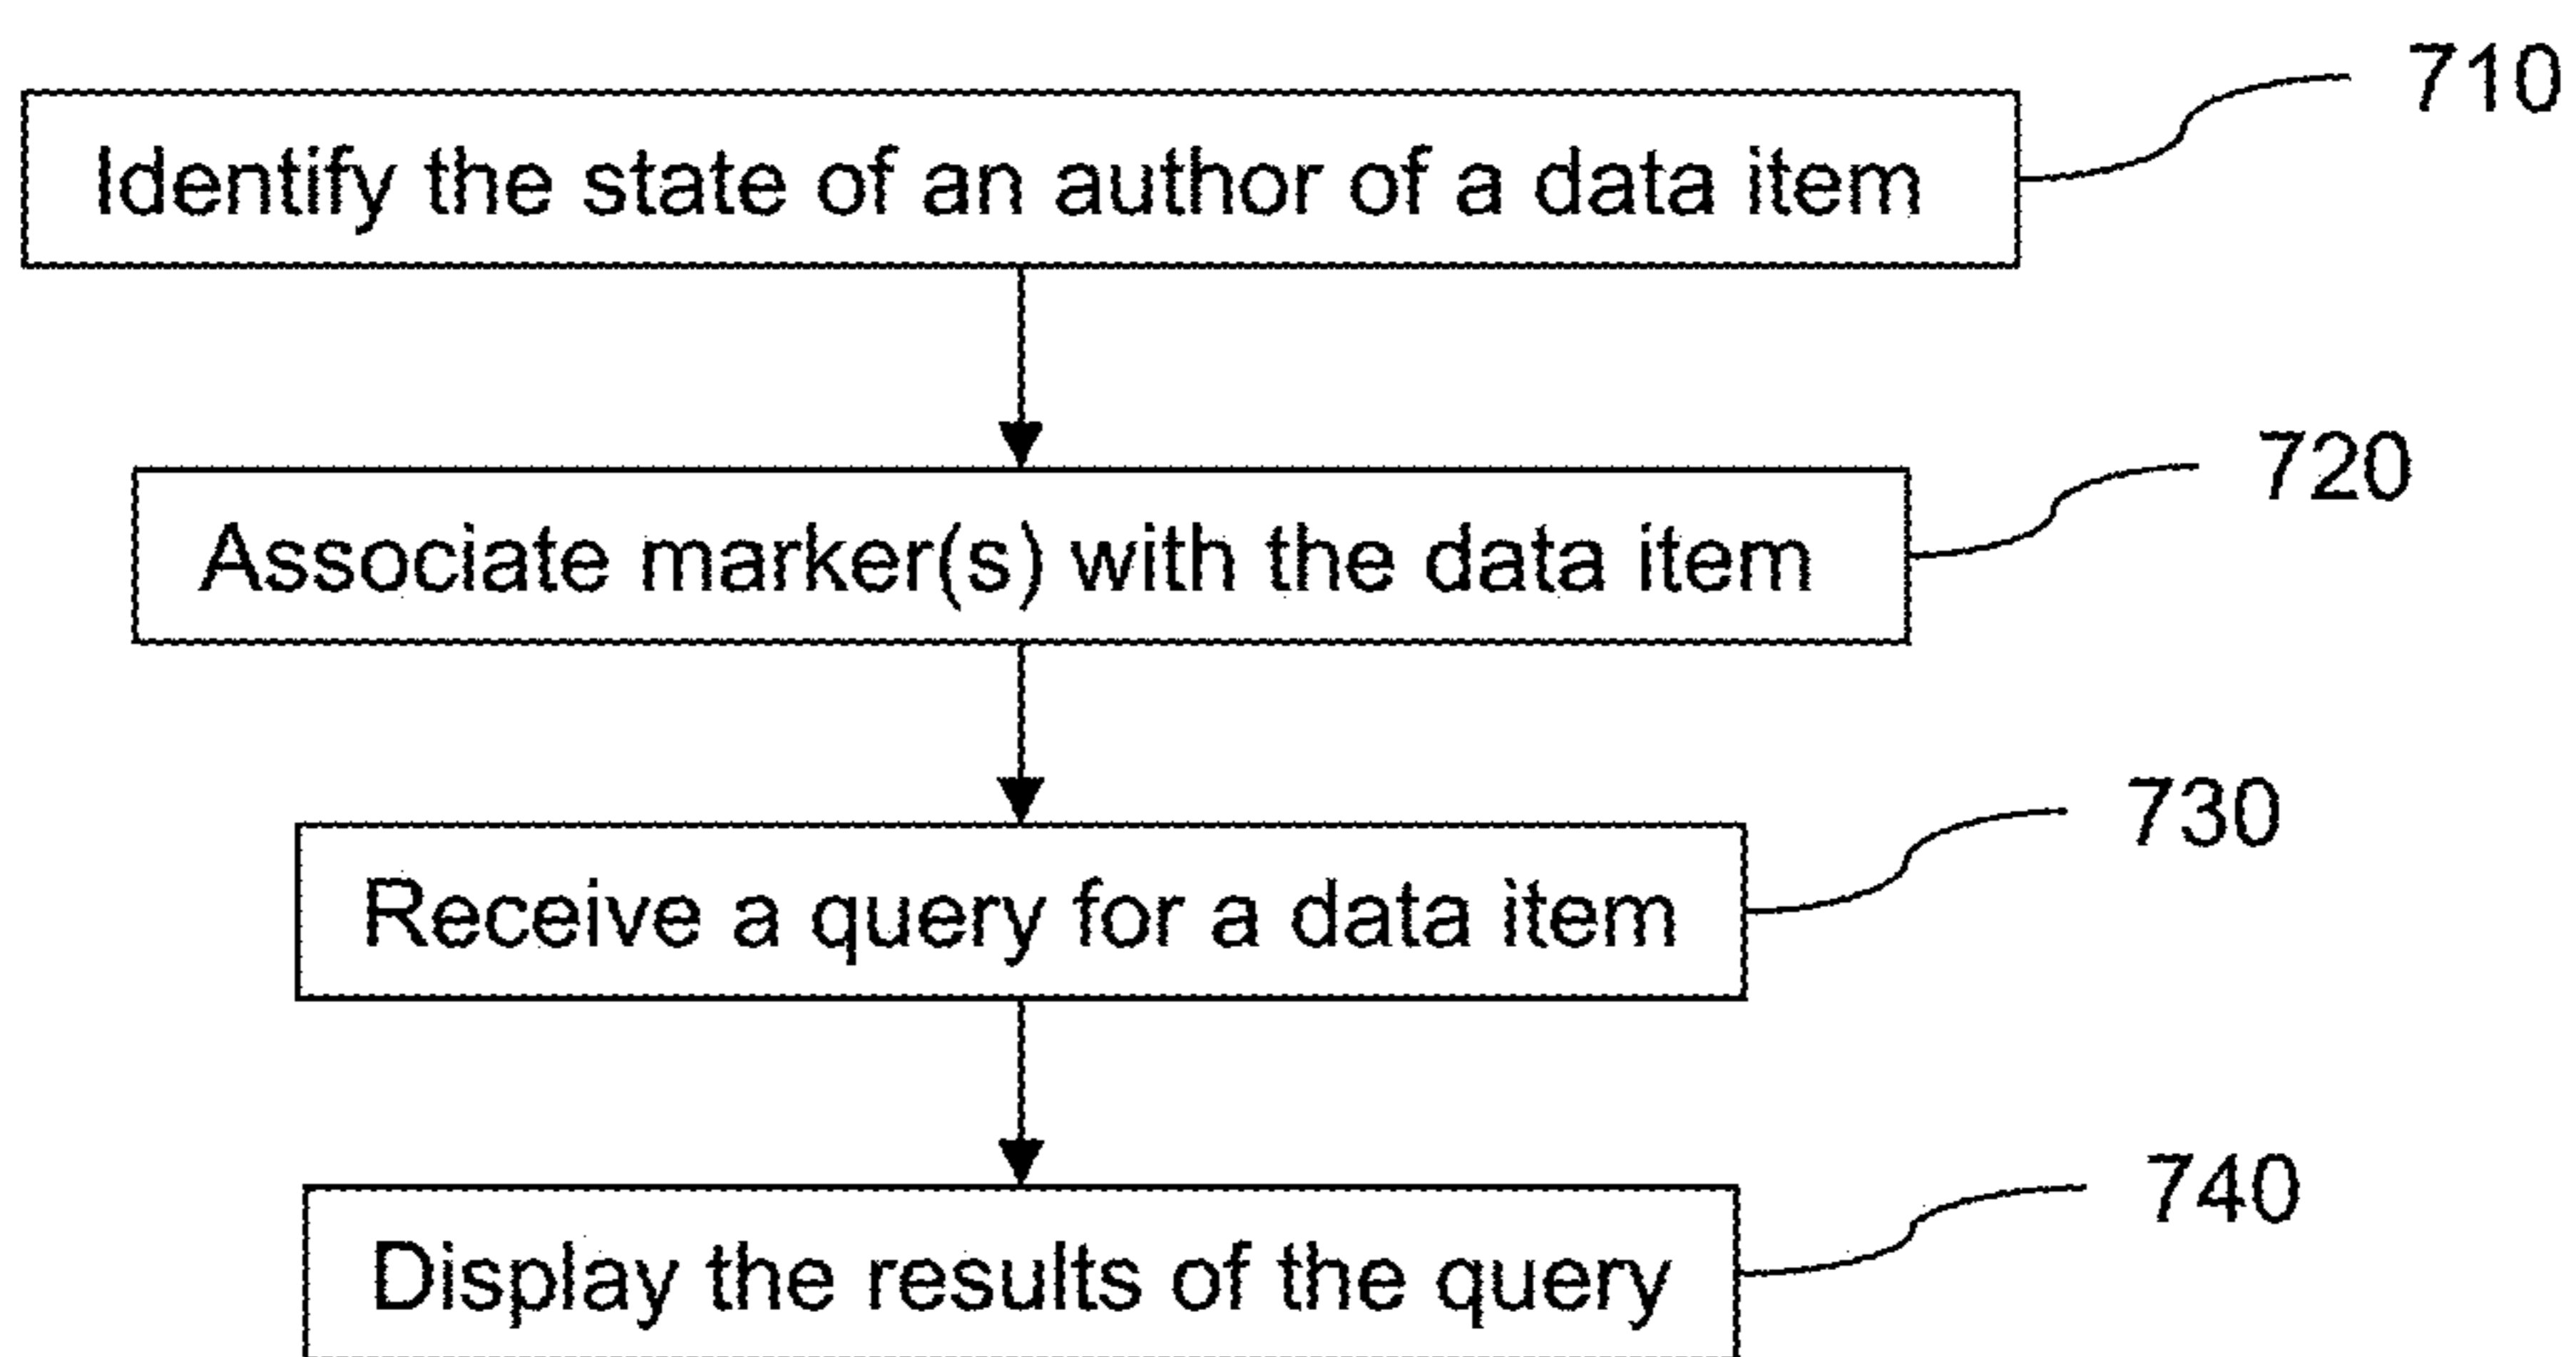 710
Identify the state of an author of a data item
720
Associate marker(s) with the data item
730
Receive a query for a data item
740
Display the results of the query